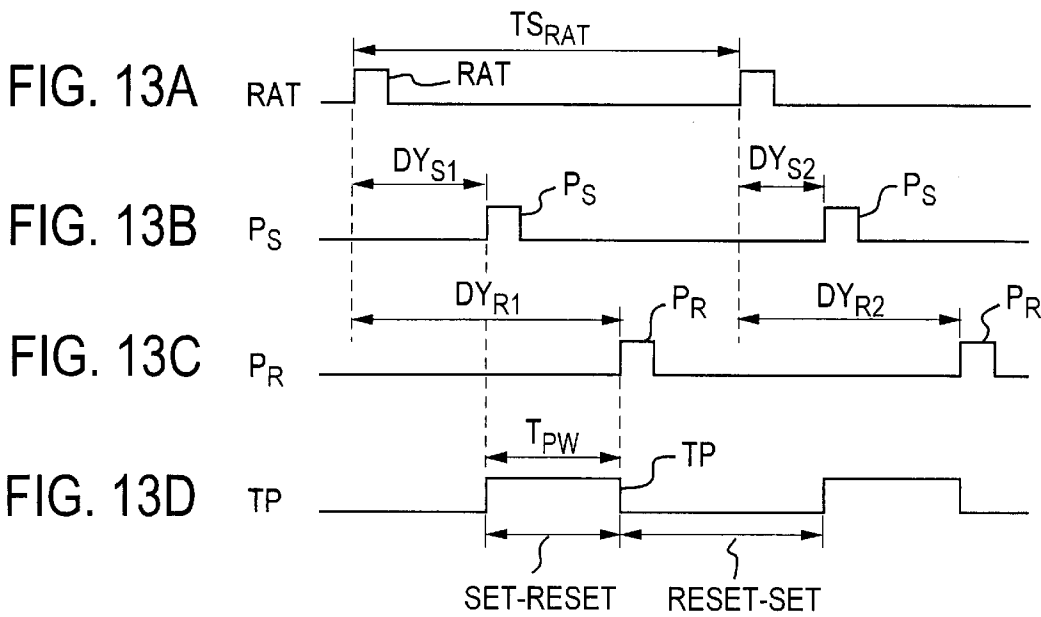 TS_RAT
FIG. 13A RAT RAT
DY_S1 DY_S2
FIG. 13B P_S P_S P_S
DY_R1 P_R DY_R2 P_R
FIG. 13C P_R
T_PW
FIG. 13D TP TP
SET-RESET RESET-SET